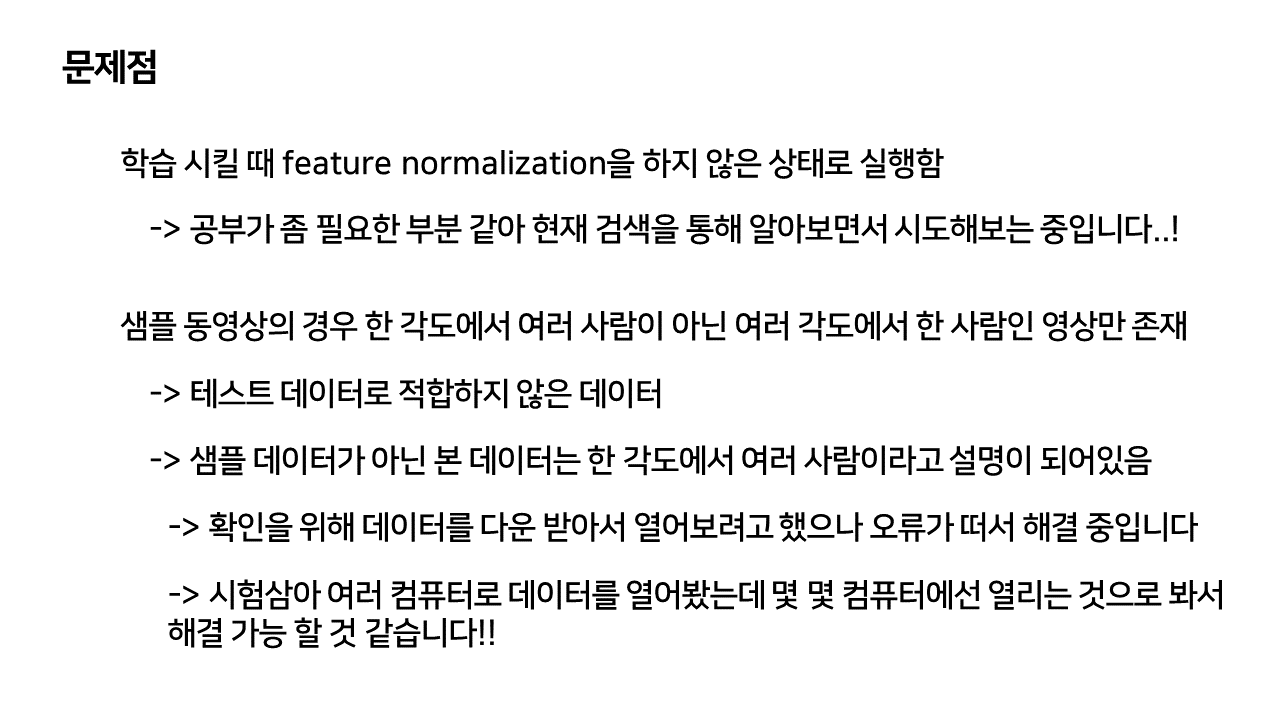 문제점
학습 시킬 때 feature normalization을 하지 않은 상태로 실행함
-> 공부가 좀 필요한 부분 같아 현재 검색을 통해 알아보면서 시도해보는 중입니다..!
샘플 동영상의 경우 한 각도에서 여러 사람이 아닌 여러 각도에서 한 사람인 영상만 존재
-> 테스트 데이터로 적합하지 않은 데이터
-> 샘플 데이터가 아닌 본 데이터는 한 각도에서 여러 사람이라고 설명이 되어있음
-> 확인을 위해 데이터를 다운 받아서 열어보려고 했으나 오류가 떠서 해결 중입니다
-> 시험삼아 여러 컴퓨터로 데이터를 열어봤는데 몇 몇 컴퓨터에선 열리는 것으로 봐서
해결 가능 할 것 같습니다!!